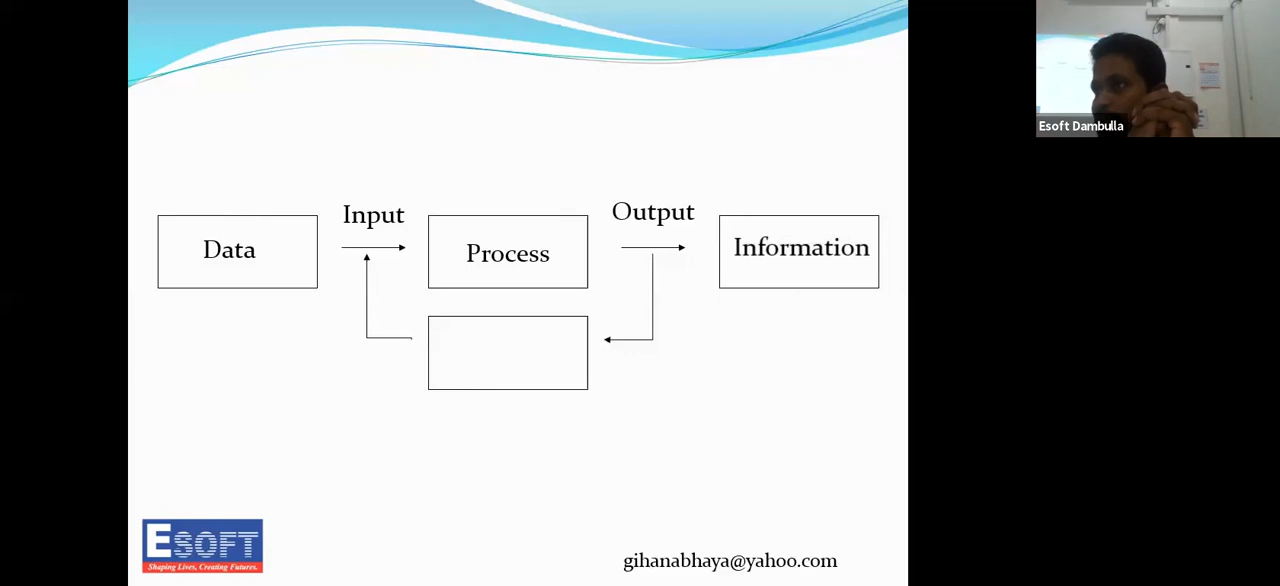 Esoft Dambulla
Input
Output
Data
Process
Information
ESOFT
Shaping Lives, Creating Futures.
gihanabhaya@yahoo.com